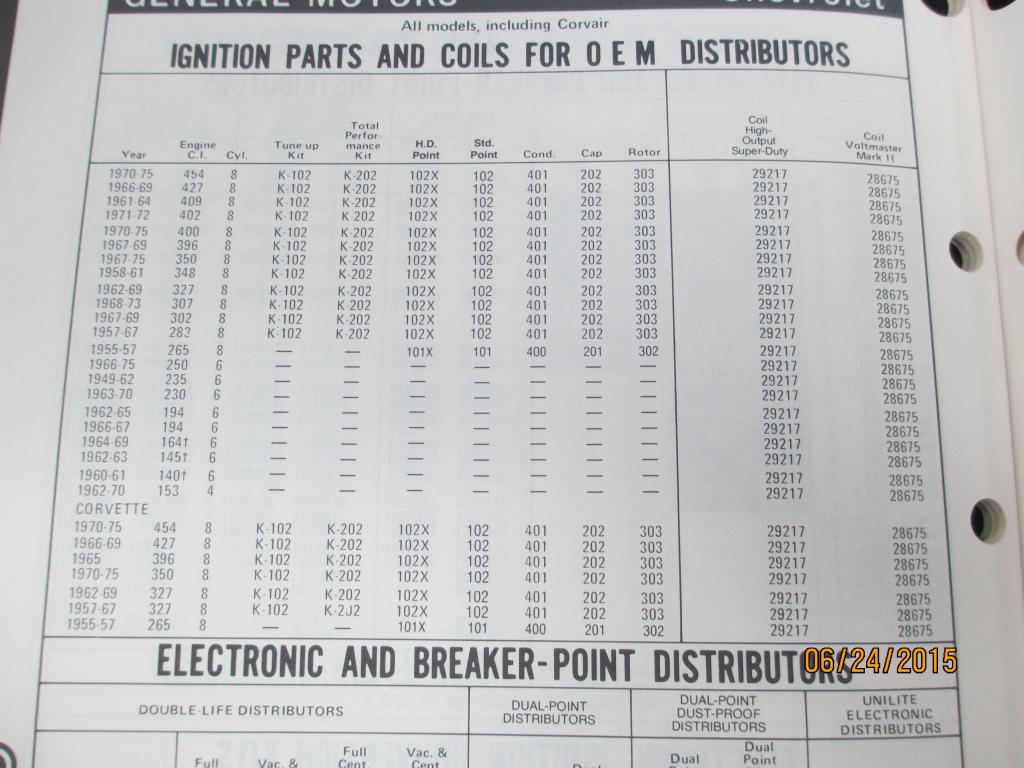 GENERAL MOTORS Chevrolet
All models, including Corvair
IGNITION PARTS AND COILS FOR O E M DISTRIBUTORS
Year Engine C.I. Cyl. Tune-up Kit Total Perfor- mance Kit H.D. Point Std. Point Cond. Cap Rotor Coil High- Output Super-Duty Coil Voltmaster Mark II
1970-75 454 8 K-102 K-202 102X 102 401 202 303 29217 28675
1966-69 427 8 K-102 K-202 102X 102 401 202 303 29217 28675
1961-64 409 8 K-102 K-202 102X 102 401 202 303 29217 28675
1971-72 402 8 K-102 K-202 102X 102 401 202 303 29217 28675
1970-75 400 8 K-102 K-202 102X 102 401 202 303 29217 28675
1967-69 396 8 K-102 K-202 102X 102 401 202 303 29217 28675
1967-75 350 8 K-102 K-202 102X 102 401 202 303 29217 28675
1958-61 348 8 K-102 K-202 102X 102 401 202 303 29217 28675
1962-69 327 8 K-102 K-202 102X 102 401 202 303 29217 28675
1968-73 307 8 K-102 K-202 102X 102 401 202 303 29217 28675
1967-69 302 8 K-102 K-202 102X 102 401 202 303 29217 28675
1957-67 283 8 K-102 K-202 102X 102 401 202 303 29217 28675
1955-57 265 8 — — 101X 101 400 201 302 29217 28675
1966-75 250 6 — — — — — — — 29217 28675
1949-62 235 6 — — — — — — — 29217 28675
1963-70 230 6 — — — — — — — 29217 28675
1962-65 194 6 — — — — — — — 29217 28675
1966-67 194 6 — — — — — — — 29217 28675
1964-69 164† 6 — — — — — — — 29217 28675
1962-63 145† 6 — — — — — — — 29217 28675
1960-61 140† 6 — — — — — — — 29217 28675
1962-70 153 4 — — — — — — — 29217 28675
CORVETTE
1970-75 454 8 K-102 K-202 102X 102 401 202 303 29217 28675
1966-69 427 8 K-102 K-202 102X 102 401 202 303 29217 28675
1965 396 8 K-102 K-202 102X 102 401 202 303 29217 28675
1970-75 350 8 K-102 K-202 102X 102 401 202 303 29217 28675
1962-69 327 8 K-102 K-202 102X 102 401 202 303 29217 28675
1957-67 327 8 K-102 K-202 102X 102 401 202 303 29217 28675
1955-57 265 8 — — 101X 101 400 201 302 29217 28675
ELECTRONIC AND BREAKER-POINT DISTRIBUTORS
06/24/2015
DOUBLE-LIFE DISTRIBUTORS
DUAL-POINT DISTRIBUTORS
DUAL-POINT DUST-PROOF DISTRIBUTORS
UNILITE ELECTRONIC DISTRIBUTORS
Full Vac. & Full Cent. Vac. & Cent. Dual Dual Dual Point